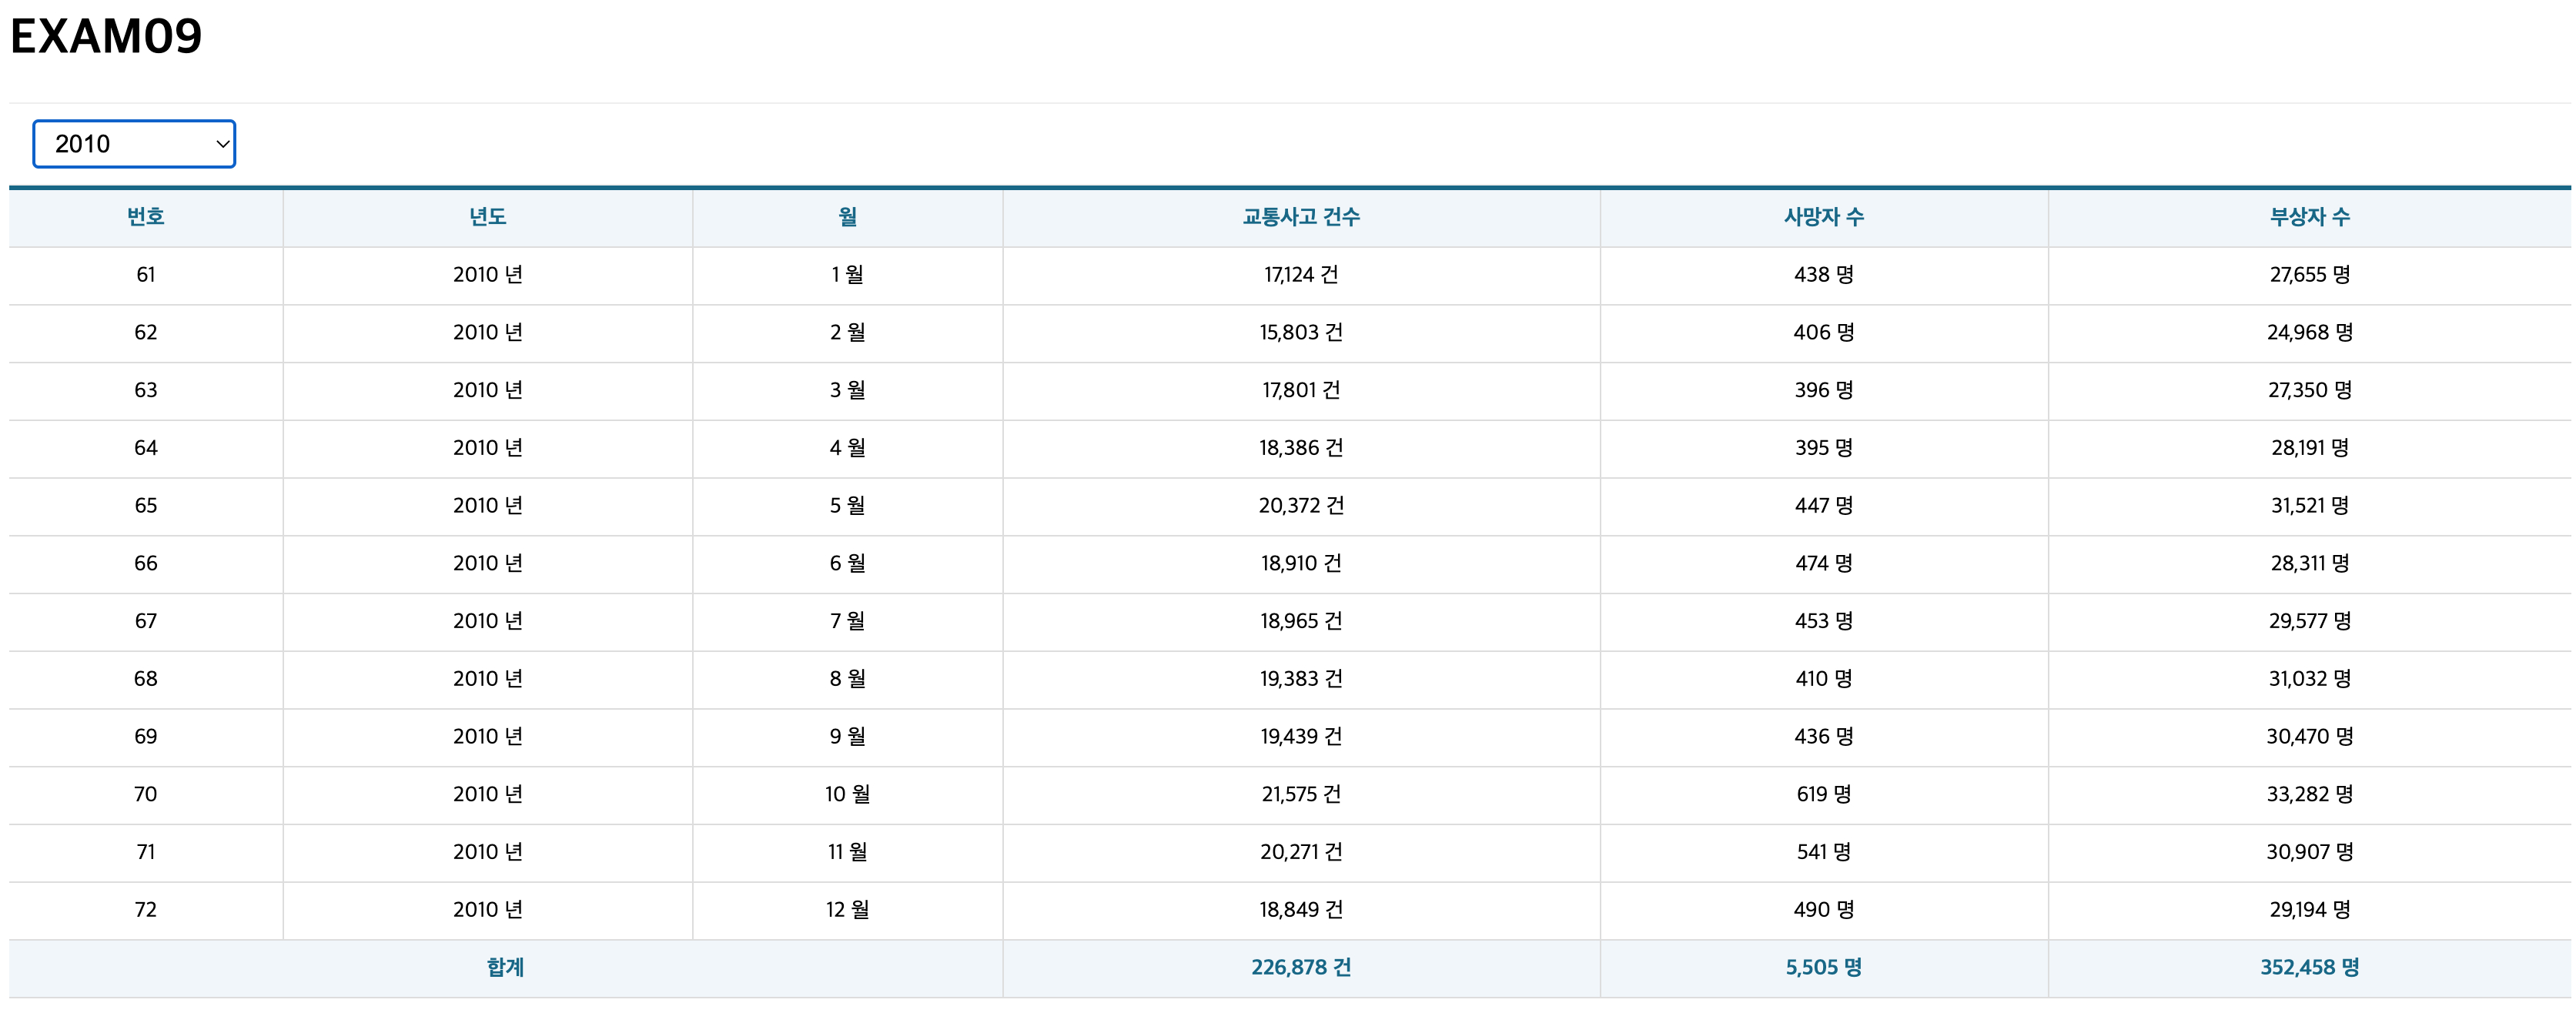 EXAM09
2010
번호 년도 월 교통사고 건수 사망자 수 부상자 수
61 2010 년 1 월 17,124 건 438 명 27,655 명
62 2010 년 2 월 15,803 건 406 명 24,968 명
63 2010 년 3 월 17,801 건 396 명 27,350 명
64 2010 년 4 월 18,386 건 395 명 28,191 명
65 2010 년 5 월 20,372 건 447 명 31,521 명
66 2010 년 6 월 18,910 건 474 명 28,311 명
67 2010 년 7 월 18,965 건 453 명 29,577 명
68 2010 년 8 월 19,383 건 410 명 31,032 명
69 2010 년 9 월 19,439 건 436 명 30,470 명
70 2010 년 10 월 21,575 건 619 명 33,282 명
71 2010 년 11 월 20,271 건 541 명 30,907 명
72 2010 년 12 월 18,849 건 490 명 29,194 명
합계 226,878 건 5,505 명 352,458 명